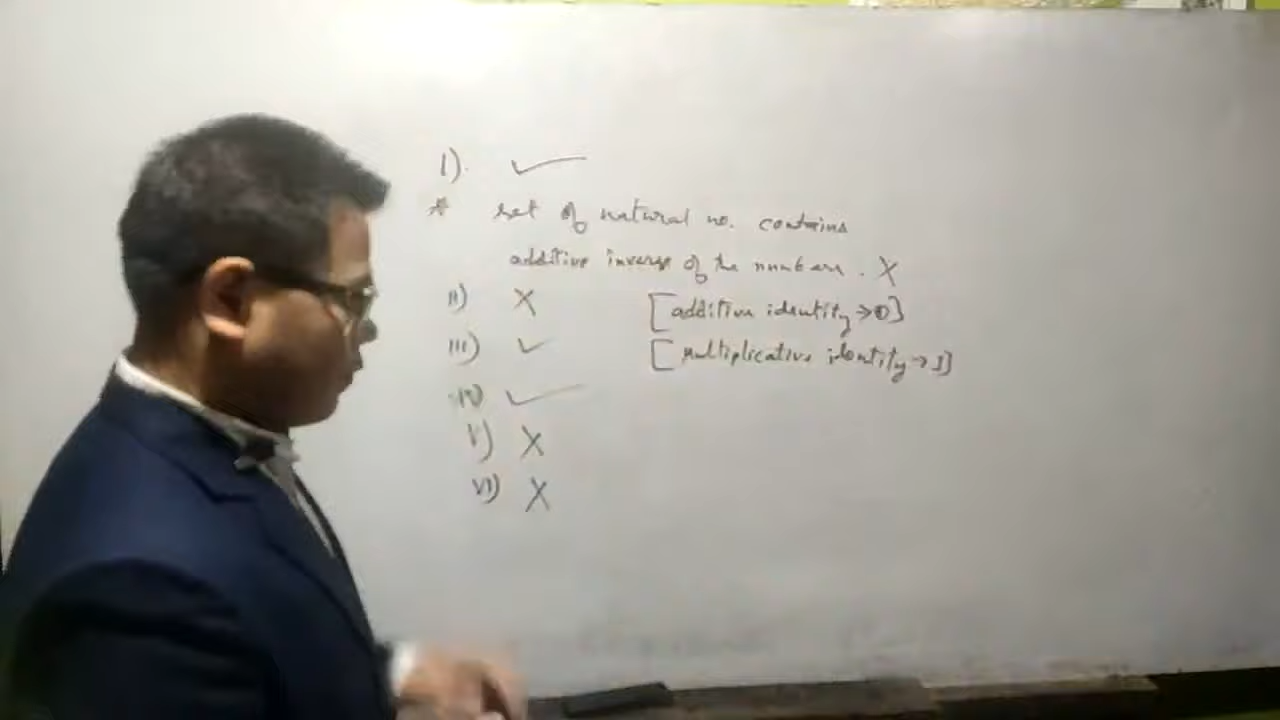 I). ✓
* set of natural no. contains
additive inverse of the numbers. X
II) X [additive identity → 0]
III) ✓ [Multiplicative identity → 1]
IV) ✓
V) X
VI) X